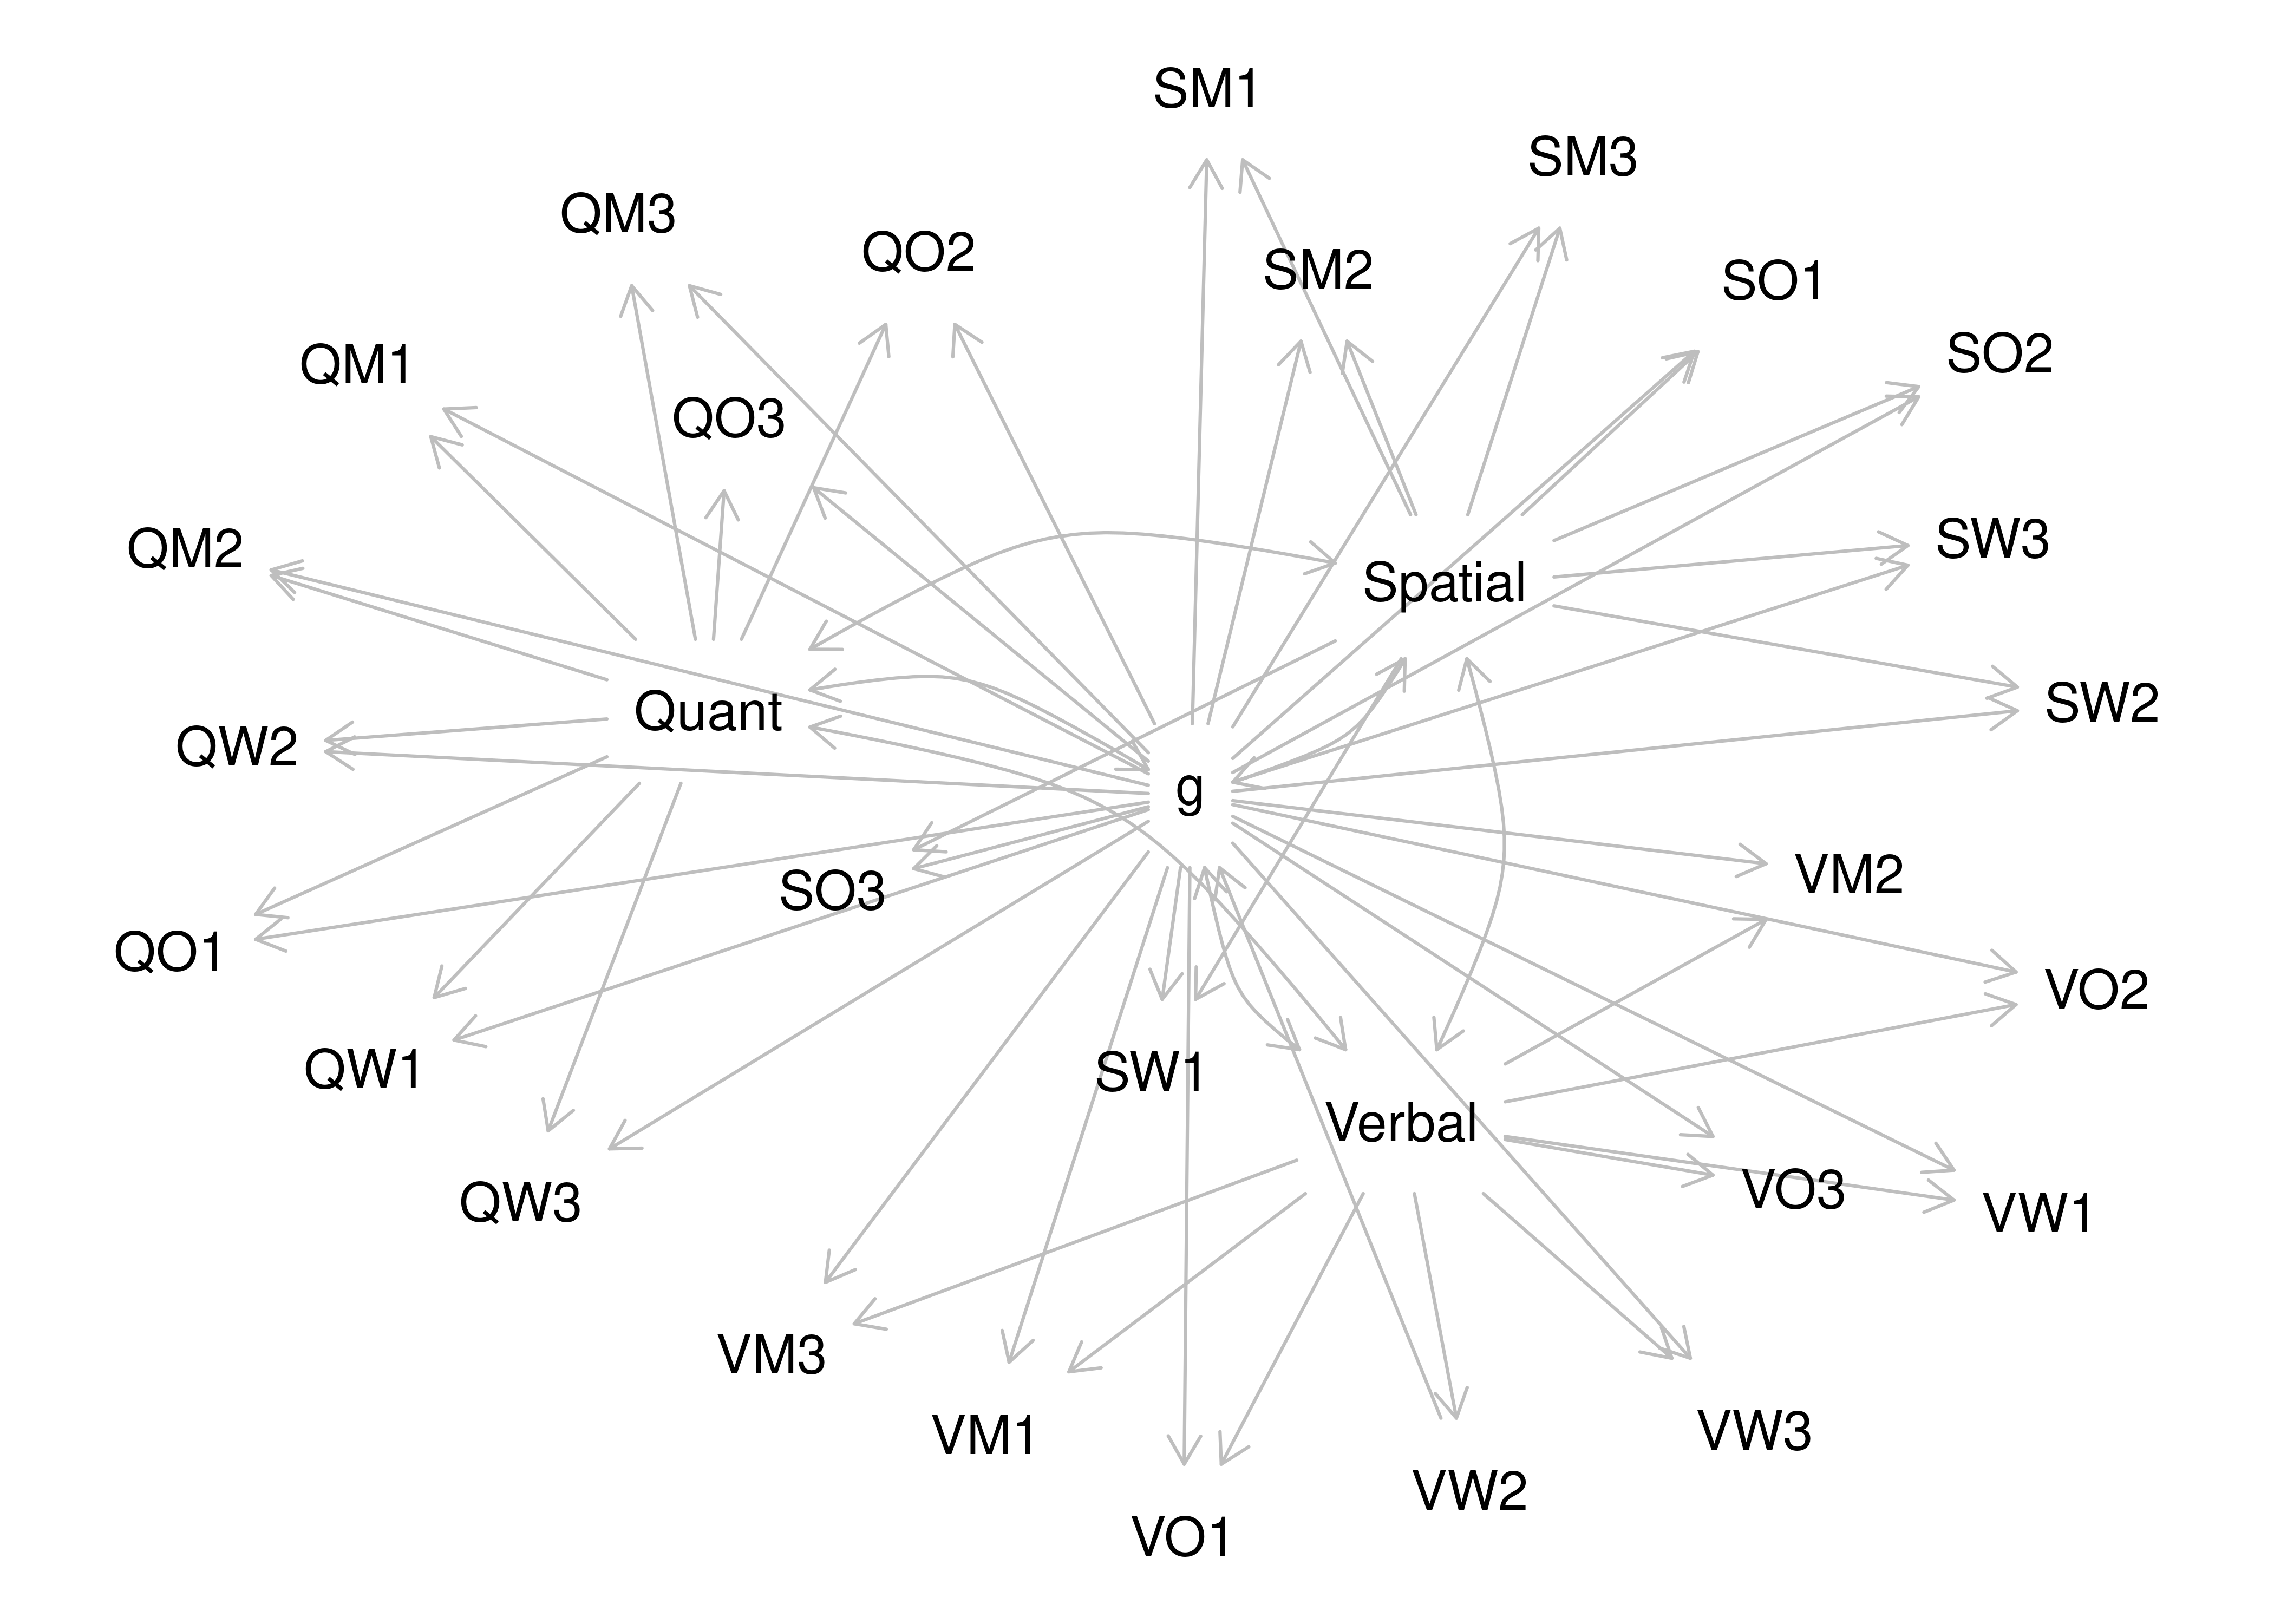 SM1
SM3
QM3
QO2
SM2
SO1
SO2
QM1
QO3
QM2
SW3
Spatial
Quant
SW2
QW2
g
VM2
SO3
QO1
VO2
QW1
SW1
Verbal
QW3
VO3
VW1
VM3
VM1
VW3
VW2
VO1